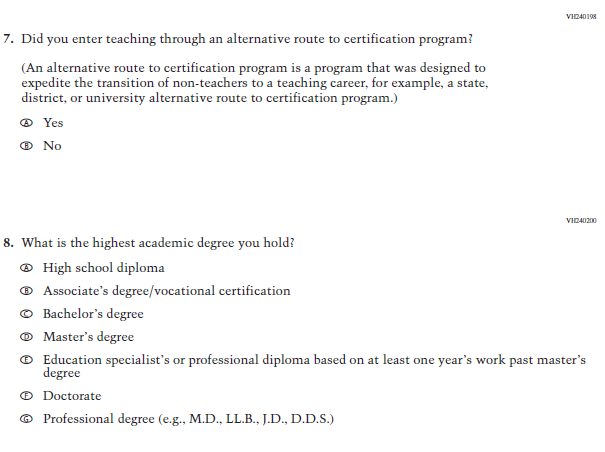 VH240198
7. Did you enter teaching through an alternative route to certification program?
(An alternative route to certification program is a program that was designed to
expedite the transition of non-teachers to a teaching career, for example, a state,
district, or university alternative route to certification program.)
A Yes
B No
VH240200
8. What is the highest academic degree you hold?
A High school diploma
B Associate's degree/vocational certification
C Bachelor's degree
D Master's degree
E Education specialist's or professional diploma based on at least one year's work past master's
degree
F Doctorate
G Professional degree (e.g., M.D., LL.B., J.D., D.D.S.)